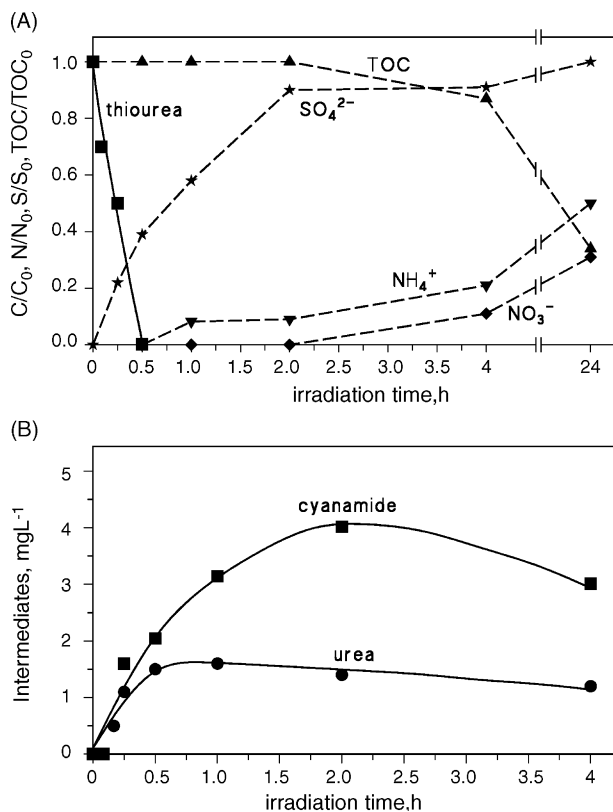 (A)
C/C₀, N/N₀, S/S₀, TOC/TOC₀
1.0
0.8
0.6
0.4
0.2
0.0
thiourea
TOC
SO₄²⁻
NH₄⁺
NO₃⁻
0 0.5 1.0 1.5 2.0 2.5 3.0 3.5 4 24
irradiation time,h
(B)
Intermediates, mgL⁻¹
5
4
3
2
1
0
cyanamide
urea
0 0.5 1.0 1.5 2.0 2.5 3.0 3.5 4
irradiation time,h